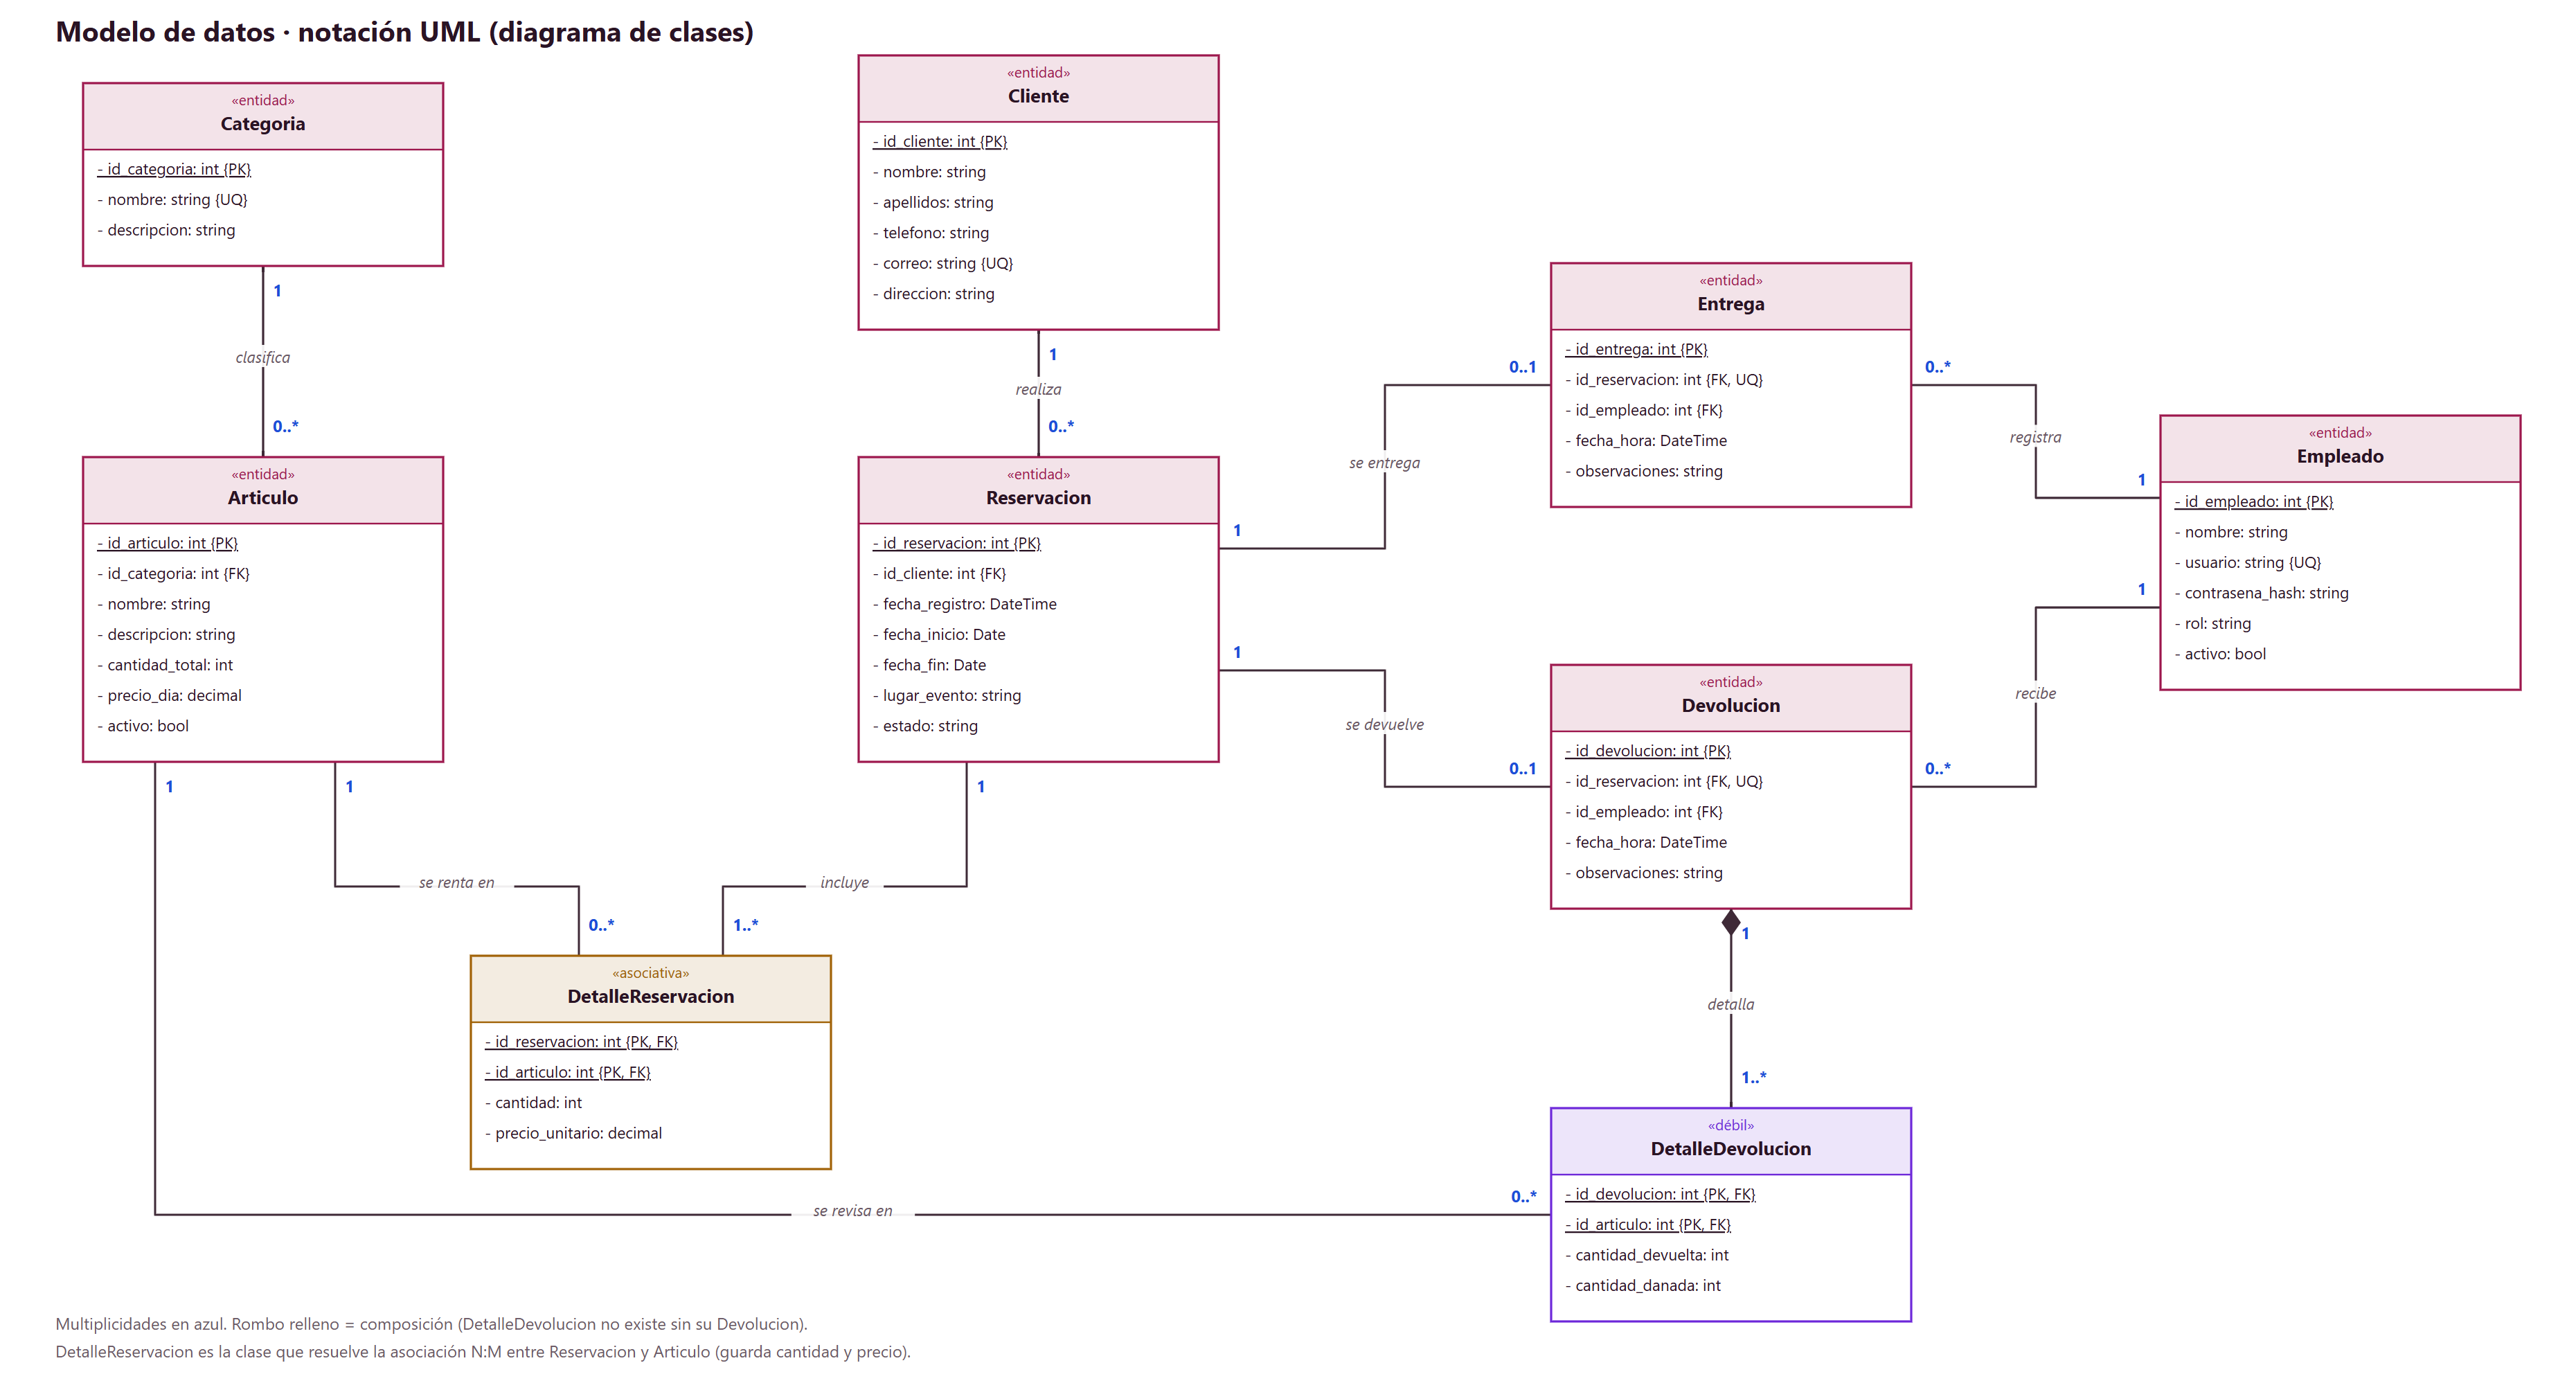 Modelo de datos · notación UML (diagrama de clases)
«entidad»
Categoria
- id_categoria: int {PK}
- nombre: string {UQ}
- descripcion: string
1
clasifica
0..*
«entidad»
Cliente
- id_cliente: int {PK}
- nombre: string
- apellidos: string
- telefono: string
- correo: string {UQ}
- direccion: string
1
realiza
0..*
«entidad»
Articulo
- id_articulo: int {PK}
- id_categoria: int {FK}
- nombre: string
- descripcion: string
- cantidad_total: int
- precio_dia: decimal
- activo: bool
1
1
«entidad»
Reservacion
- id_reservacion: int {PK}
- id_cliente: int {FK}
- fecha_registro: DateTime
- fecha_inicio: Date
- fecha_fin: Date
- lugar_evento: string
- estado: string
1
1
1
se entrega
0..1
se devuelve
0..1
«entidad»
Entrega
- id_entrega: int {PK}
- id_reservacion: int {FK, UQ}
- id_empleado: int {FK}
- fecha_hora: DateTime
- observaciones: string
0..*
registra
1
«entidad»
Empleado
- id_empleado: int {PK}
- nombre: string
- usuario: string {UQ}
- contrasena_hash: string
- rol: string
- activo: bool
1
recibe
0..*
«entidad»
Devolucion
- id_devolucion: int {PK}
- id_reservacion: int {FK, UQ}
- id_empleado: int {FK}
- fecha_hora: DateTime
- observaciones: string
1
detalla
1..*
se renta en
0..*
incluye
1..*
«asociativa»
DetalleReservacion
- id_reservacion: int {PK, FK}
- id_articulo: int {PK, FK}
- cantidad: int
- precio_unitario: decimal
se revisa en
0..*
«débil»
DetalleDevolucion
- id_devolucion: int {PK, FK}
- id_articulo: int {PK, FK}
- cantidad_devuelta: int
- cantidad_danada: int
Multiplicidades en azul. Rombo relleno = composición (DetalleDevolucion no existe sin su Devolucion).
DetalleReservacion es la clase que resuelve la asociación N:M entre Reservacion y Articulo (guarda cantidad y precio).